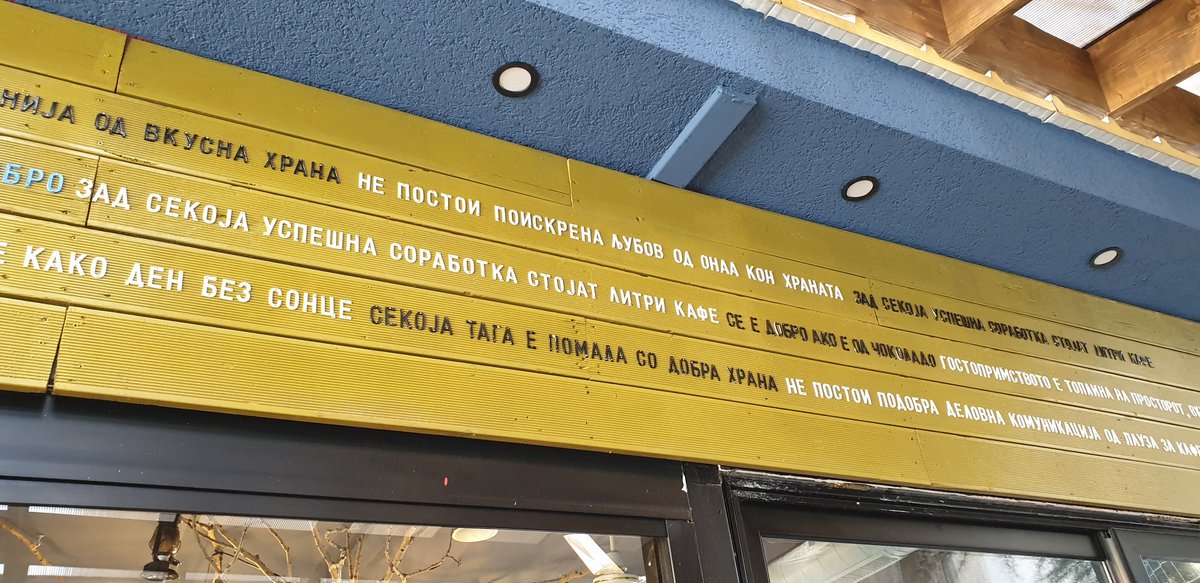 НИЈА ОД ВКУСНА ХРАНА НЕ ПОСТОИ ПОИСКРЕНА ЉУБОВ ОД ОНАА КОН ХРАНАТА ЗАД СЕКОЈА УСПЕШНА СОРАБОТКА СТОЈАТ ЛИТРИ КАФЕ
БРО ЗАД СЕКОЈА УСПЕШНА СОРАБОТКА СТОЈАТ ЛИТРИ КАФЕ СЕ Е ДОБРО АКО Е ОД ЧОКОЛАДО ГОСТОПРИМСТВОТО Е ТОПЛИНА НА ПРОСТОРОТ
Е КАКО ДЕН БЕЗ СОНЦЕ СЕКОЈА ТАГА Е ПОМАЛА СО ДОБРА ХРАНА НЕ ПОСТОИ ПОДОБРА ДЕЛОВНА КОМУНИКАЦИЈА ОД ПАУЗА ЗА КАФЕ